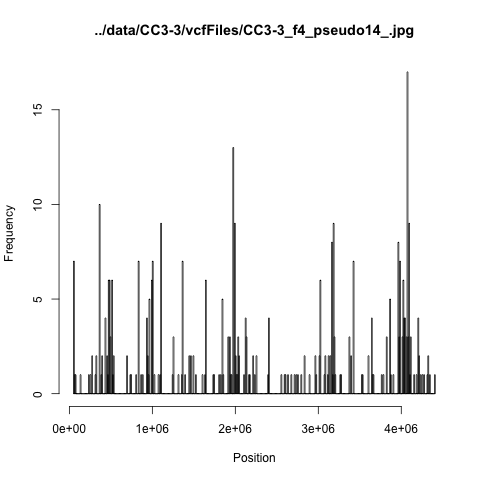 ../data/CC3-3/vcfFiles/CC3-3_f4_pseudo14_.jpg
15
10
5
0
Frequency
0e+00 1e+06 2e+06 3e+06 4e+06
Position